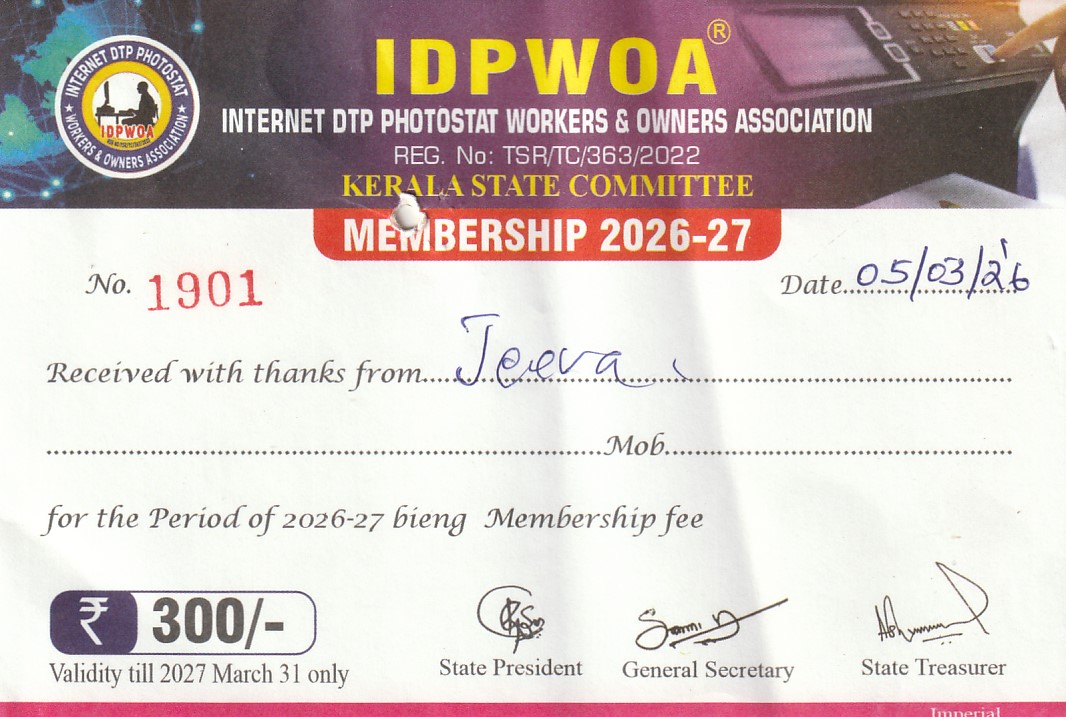 INTERNET DTP PHOTOSTAT
WORKERS & OWNERS ASSOCIATION
IDPWOA
IDPWOA®
INTERNET DTP PHOTOSTAT WORKERS & OWNERS ASSOCIATION
REG. No: TSR/TC/363/2022
KERALA STATE COMMITTEE
MEMBERSHIP 2026-27
No. 1901 Date 05/03/26
Received with thanks from Jeeva
Mob
for the Period of 2026-27 bieng Membership fee
₹ 300/-
Validity till 2027 March 31 only
State President General Secretary State Treasurer
Imperial